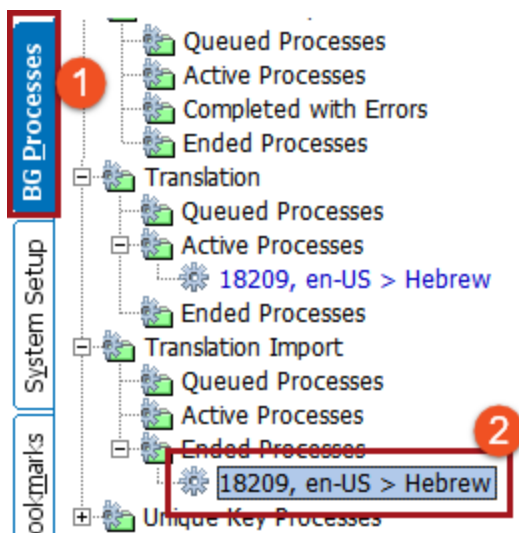 BG Processes
System Setup
ookmarks
1
Queued Processes
Active Processes
Completed with Errors
Ended Processes
Translation
Queued Processes
Active Processes
18209, en-US > Hebrew
Ended Processes
Translation Import
Queued Processes
Active Processes
Ended Processes
2
18209, en-US > Hebrew
Unique Key Processes